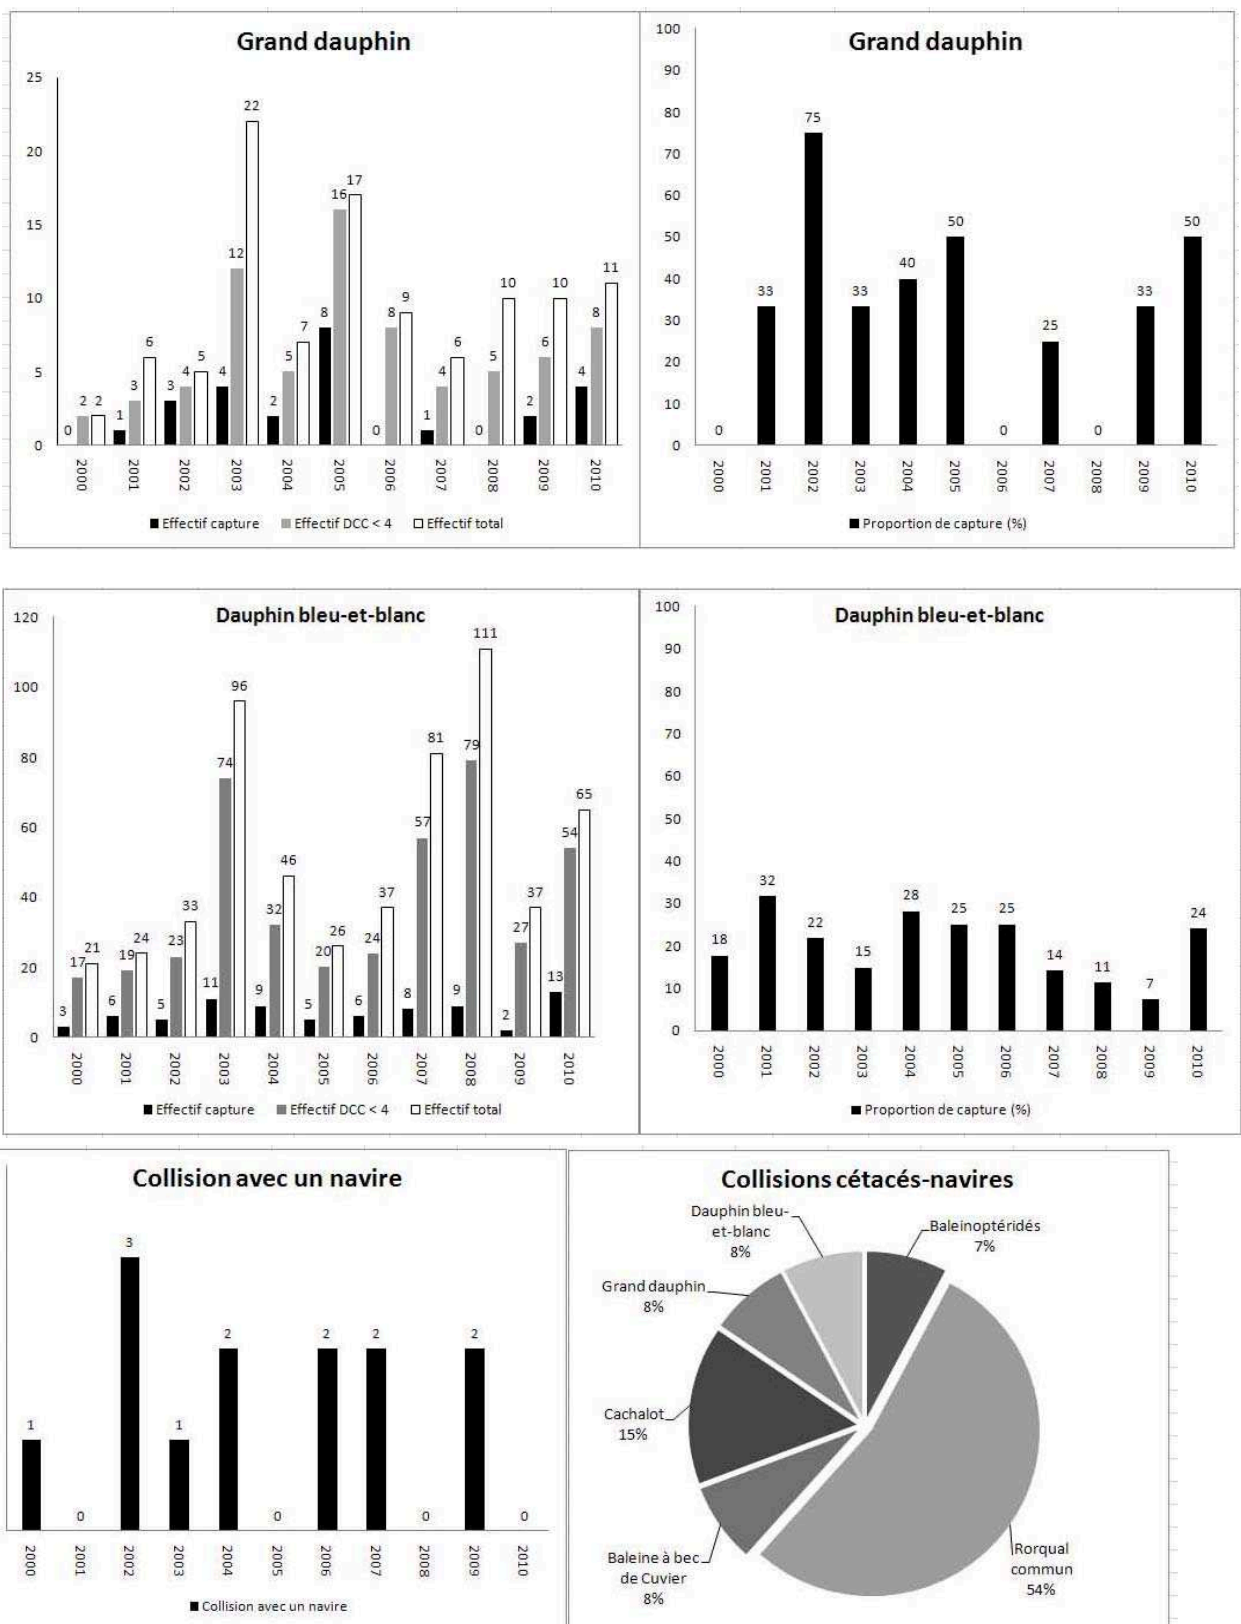 Grand dauphin
25
20
15
10
5
0
0 2 2
1 3 6
3 4 5
4 12 22
2 5 7
8 16 17
0 8 9
1 4 6
0 5 10
2 6 10
4 8 11
2000 2001 2002 2003 2004 2005 2006 2007 2008 2009 2010
Effectif capture Effectif DCC < 4 Effectif total
Grand dauphin
100
90
80
70
60
50
40
30
20
10
0
0 33 75 33 40 50 0 25 0 33 50
2000 2001 2002 2003 2004 2005 2006 2007 2008 2009 2010
Proportion de capture (%)
Dauphin bleu-et-blanc
120
100
80
60
40
20
0
3 17 21
6 19 24
5 23 33
11 74 96
9 32 46
5 20 26
6 24 37
8 57 81
9 79 111
2 27 37
13 54 65
2000 2001 2002 2003 2004 2005 2006 2007 2008 2009 2010
Effectif capture Effectif DCC < 4 Effectif total
Dauphin bleu-et-blanc
100
90
80
70
60
50
40
30
20
10
0
18 32 22 15 28 25 25 14 11 7 24
2000 2001 2002 2003 2004 2005 2006 2007 2008 2009 2010
Proportion de capture (%)
Collision avec un navire
1 0 3 1 2 0 2 2 0 2 0
2000 2001 2002 2003 2004 2005 2006 2007 2008 2009 2010
Collision avec un navire
Collisions cétacés-navires
Dauphin bleu-
et-blanc
8%
Baleinoptéridés
7%
Grand dauphin
8%
Cachalot
15%
Baleine à bec
de Cuvier
8%
Rorqual
commun
54%